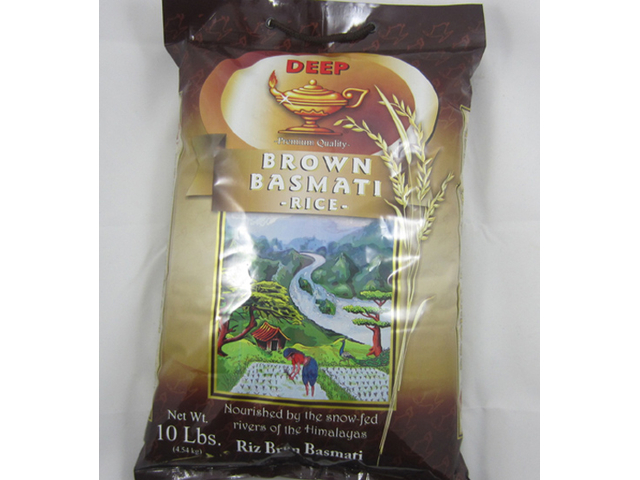 DEEP
Premium Quality
BROWN
BASMATI
-RICE-
Nourished by the snow-fed
rivers of the Himalayas
Net Wt.
10 Lbs.
(4.54 kg)
Riz Brun Basmati